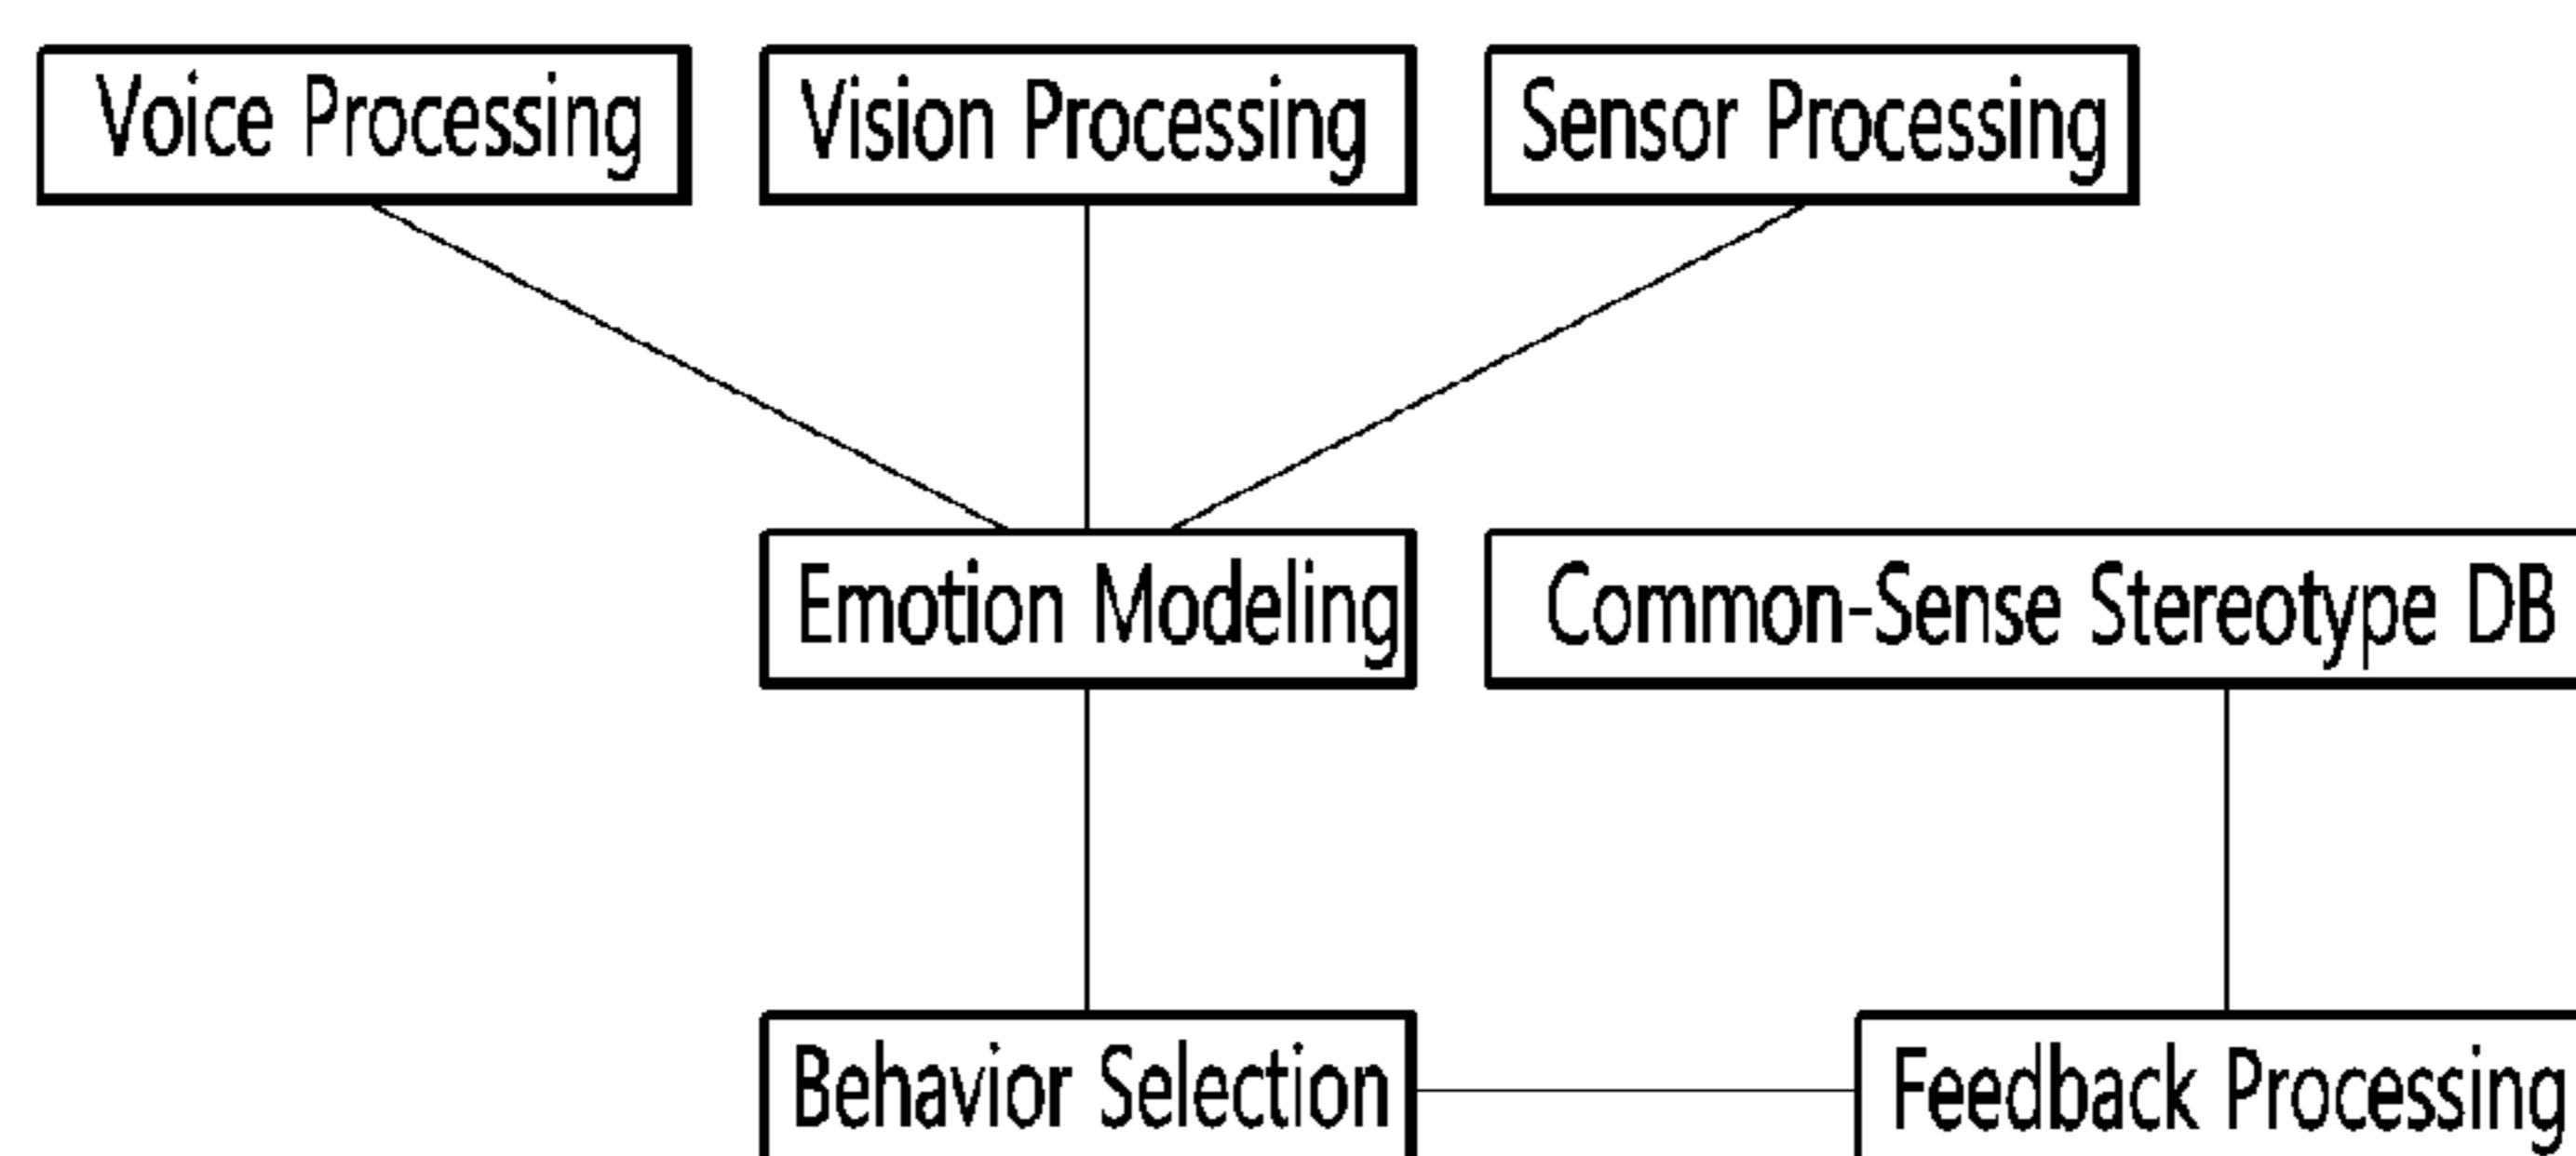 Voice Processing
Vision Processing
Sensor Processing
Emotion Modeling
Common-Sense Stereotype DB
Behavior Selection
Feedback Processing